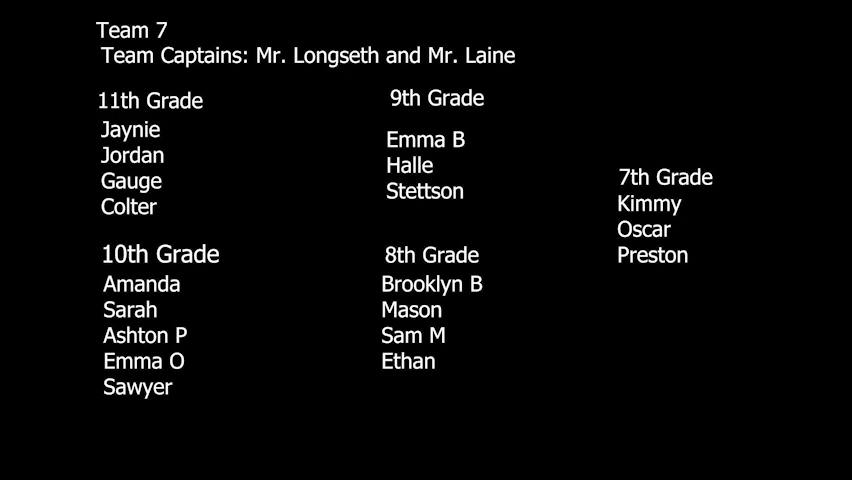 Team 7
Team Captains: Mr. Longseth and Mr. Laine
11th Grade
Jaynie
Jordan
Gauge
Colter
10th Grade
Amanda
Sarah
Ashton P
Emma O
Sawyer
9th Grade
Emma B
Halle
Stettson
8th Grade
Brooklyn B
Mason
Sam M
Ethan
7th Grade
Kimmy
Oscar
Preston